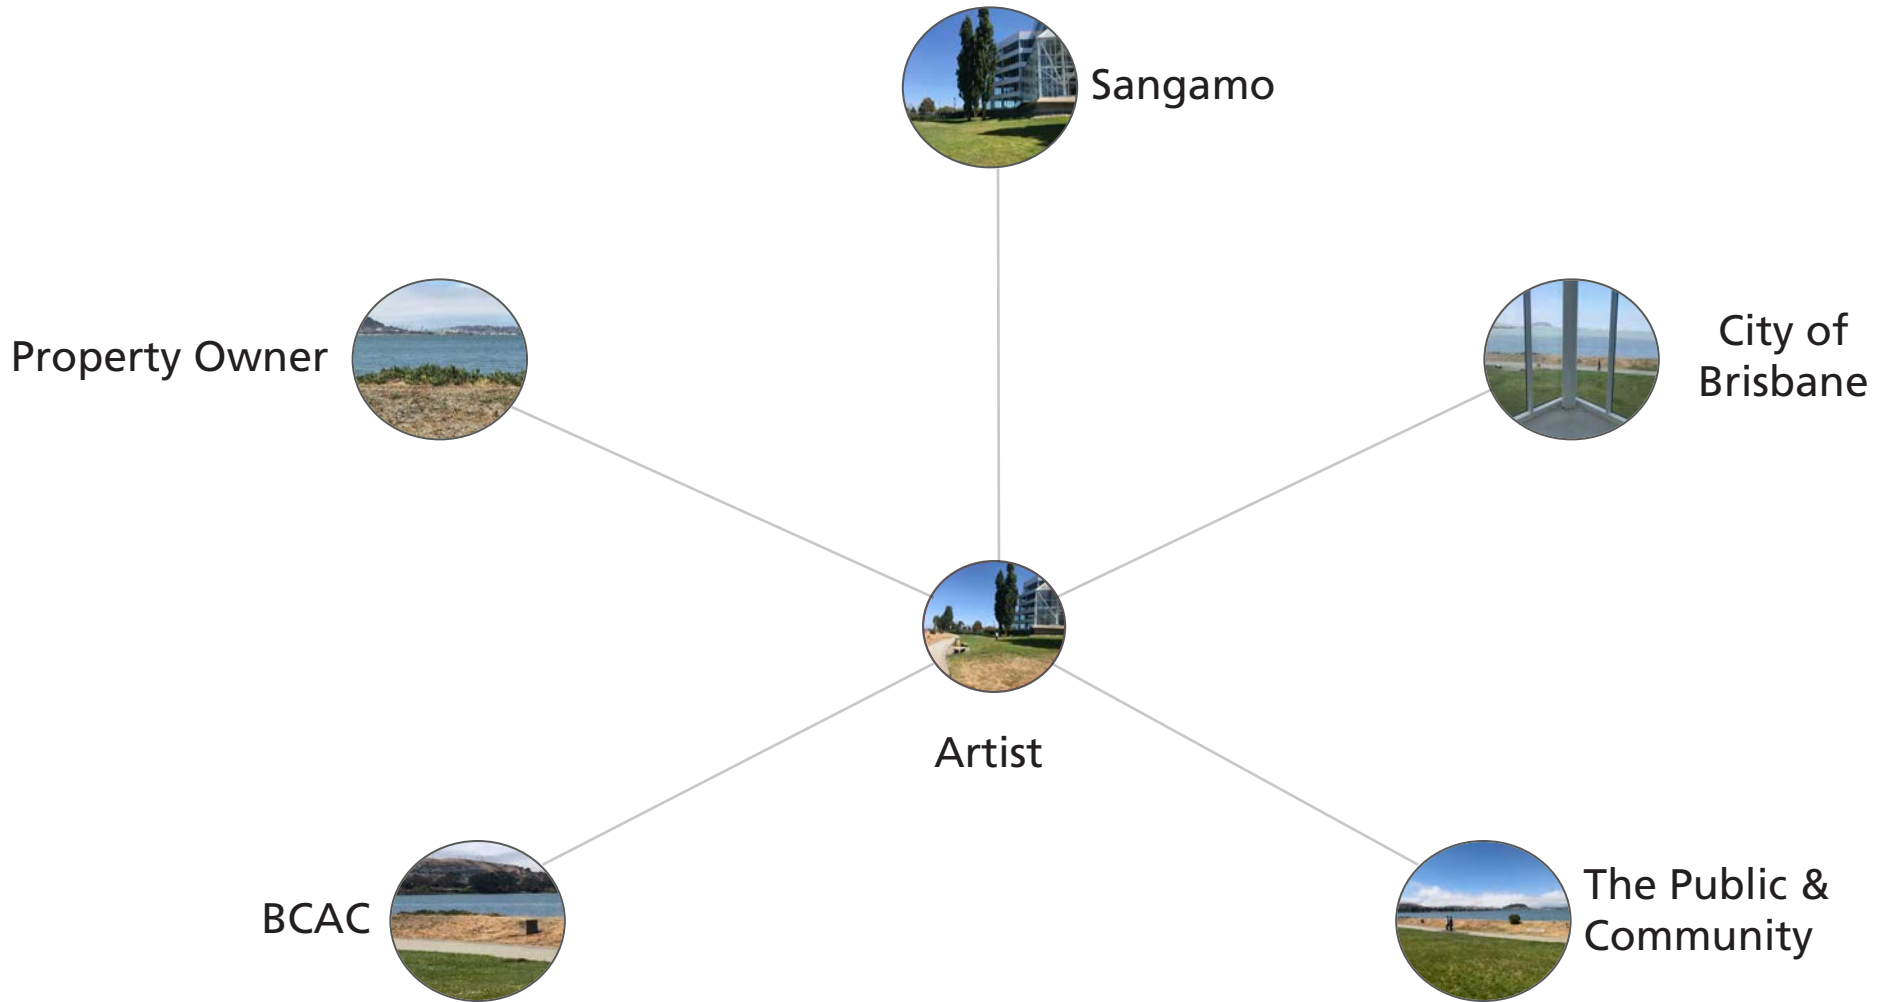 Sangamo
Property Owner
City of
Brisbane
Artist
BCAC
The Public &
Community